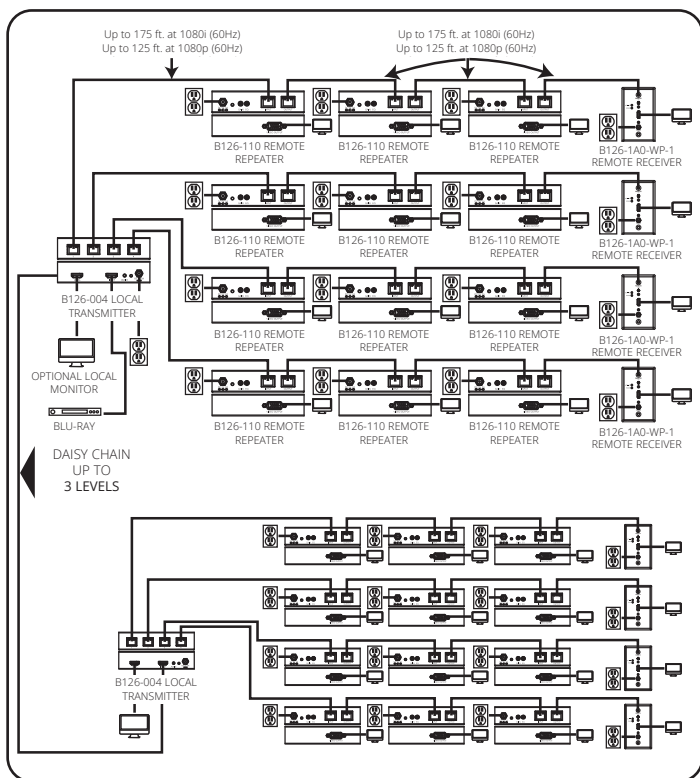 Up to 175 ft. at 1080i (60Hz)
Up to 125 ft. at 1080p (60Hz)
Up to 175 ft. at 1080i (60Hz)
Up to 125 ft. at 1080p (60Hz)
B126-110 REMOTE
REPEATER
B126-110 REMOTE
REPEATER
B126-110 REMOTE
REPEATER
B126-1A0-WP-1
REMOTE RECEIVER
B126-110 REMOTE
REPEATER
B126-110 REMOTE
REPEATER
B126-110 REMOTE
REPEATER
B126-1A0-WP-1
REMOTE RECEIVER
B126-004 LOCAL
TRANSMITTER
B126-110 REMOTE
REPEATER
B126-110 REMOTE
REPEATER
B126-110 REMOTE
REPEATER
B126-1A0-WP-1
REMOTE RECEIVER
OPTIONAL LOCAL
MONITOR
BLU-RAY
B126-110 REMOTE
REPEATER
B126-110 REMOTE
REPEATER
B126-110 REMOTE
REPEATER
B126-1A0-WP-1
REMOTE RECEIVER
DAISY CHAIN
UP TO
3 LEVELS
B126-004 LOCAL
TRANSMITTER